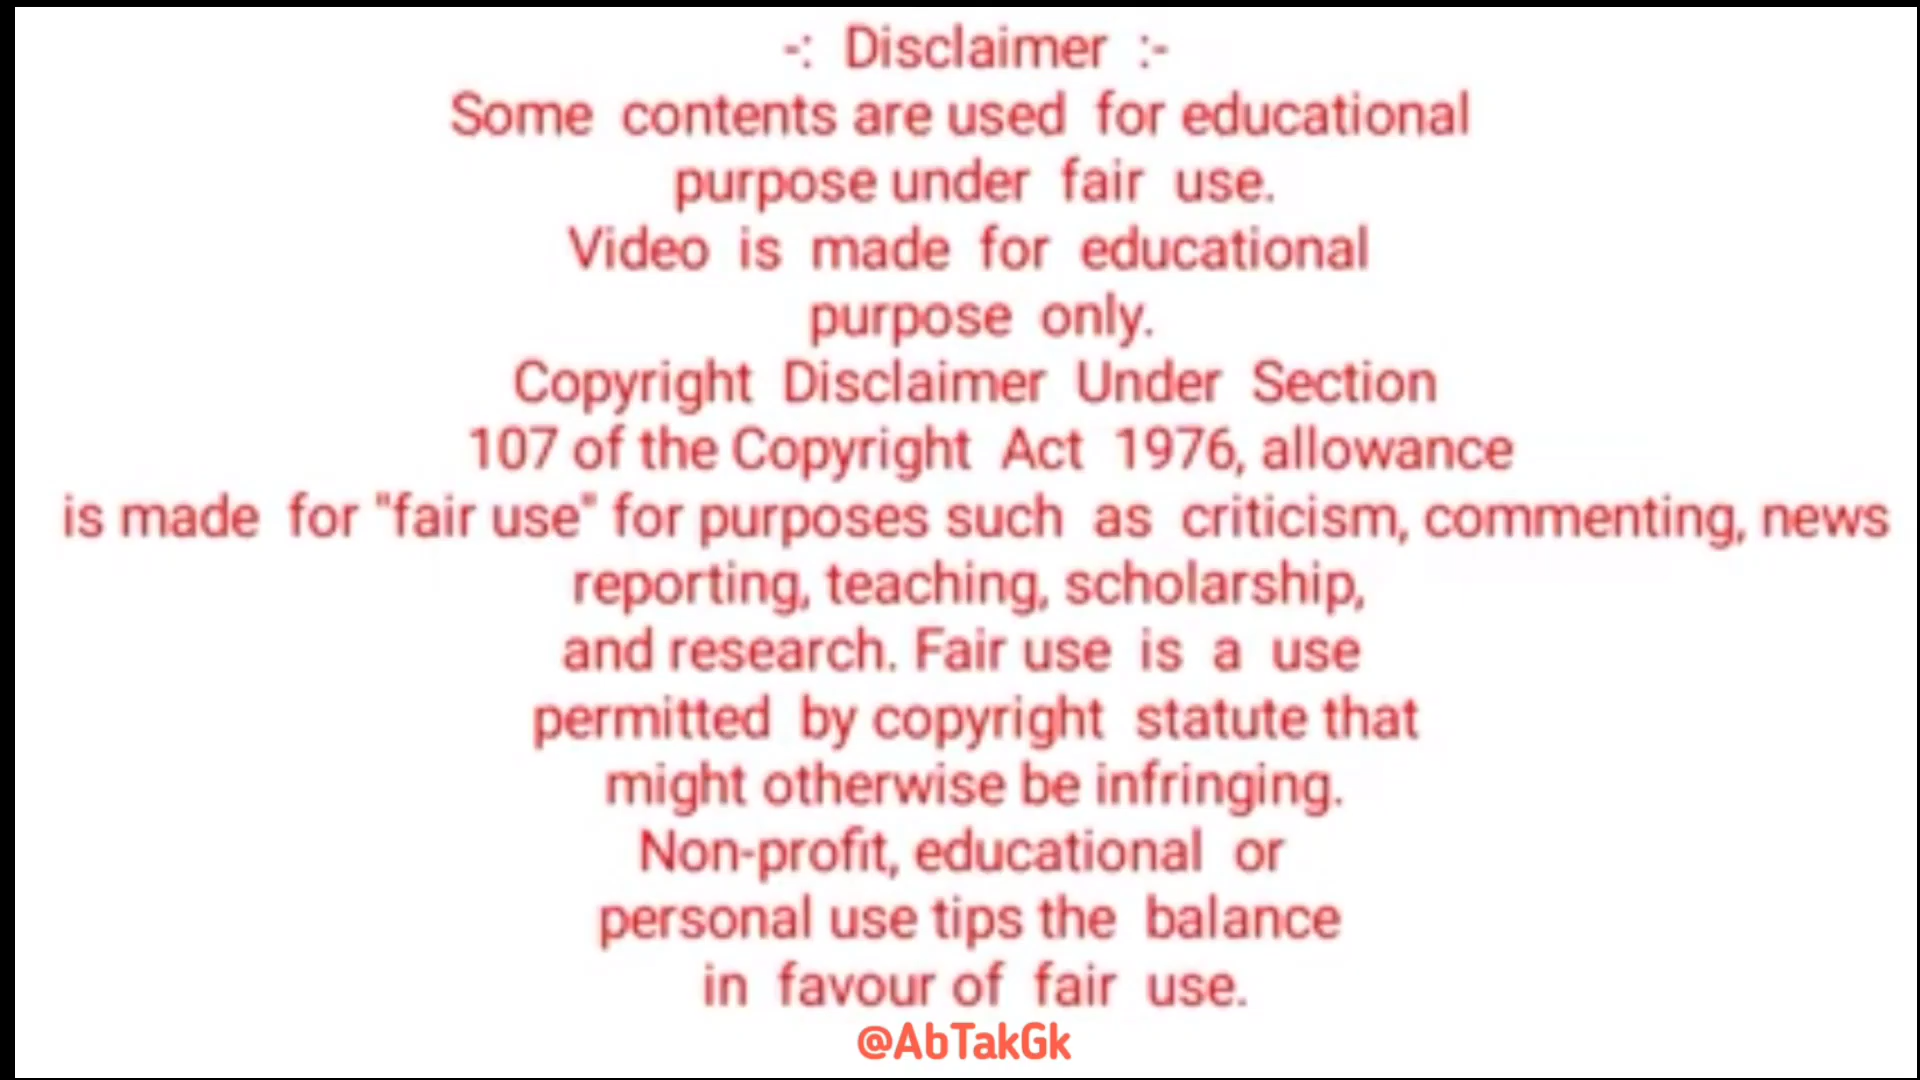 -: Disclaimer :-
Some contents are used for educational
purpose under fair use.
Video is made for educational
purpose only.
Copyright Disclaimer Under Section
107 of the Copyright Act 1976, allowance
is made for "fair use" for purposes such as criticism, commenting, news
reporting, teaching, scholarship,
and research. Fair use is a use
permitted by copyright statute that
might otherwise be infringing.
Non-profit, educational or
personal use tips the balance
in favour of fair use.
@AbTakGk